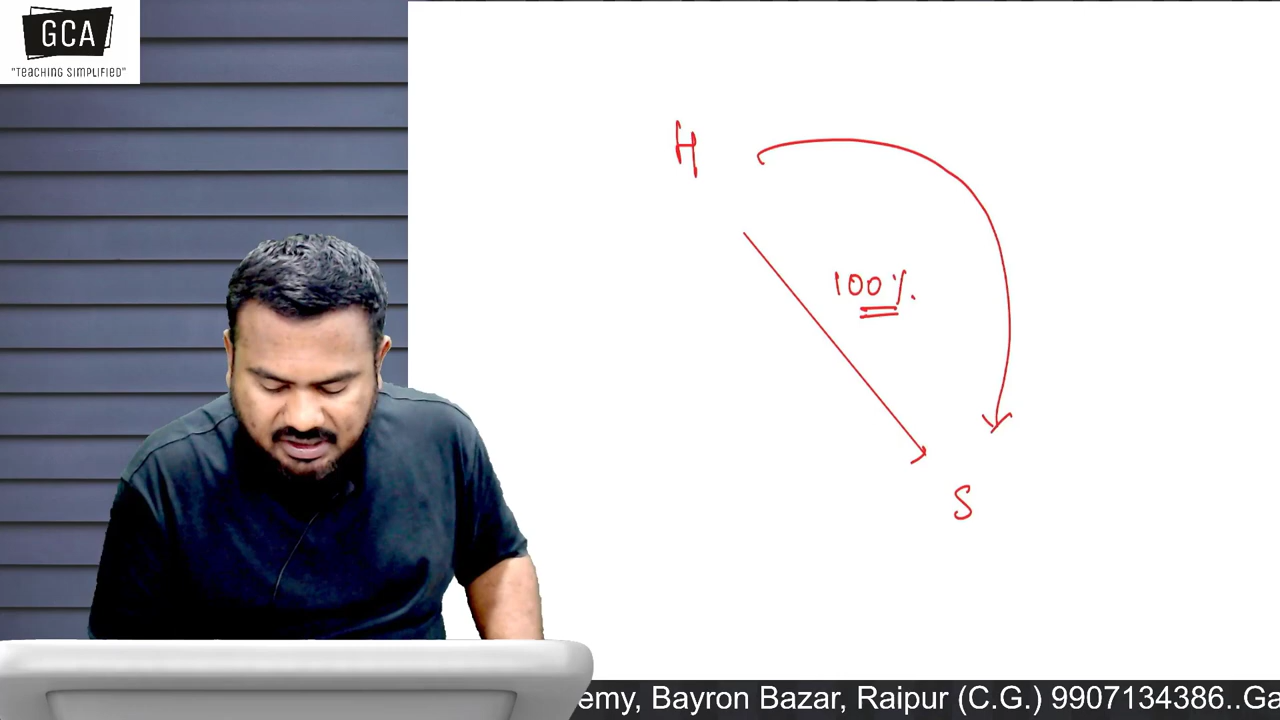 GCA
"Teaching Simplified"
H
100%.
S
emy, Bayron Bazar, Raipur (C.G.) 9907134386..Ga